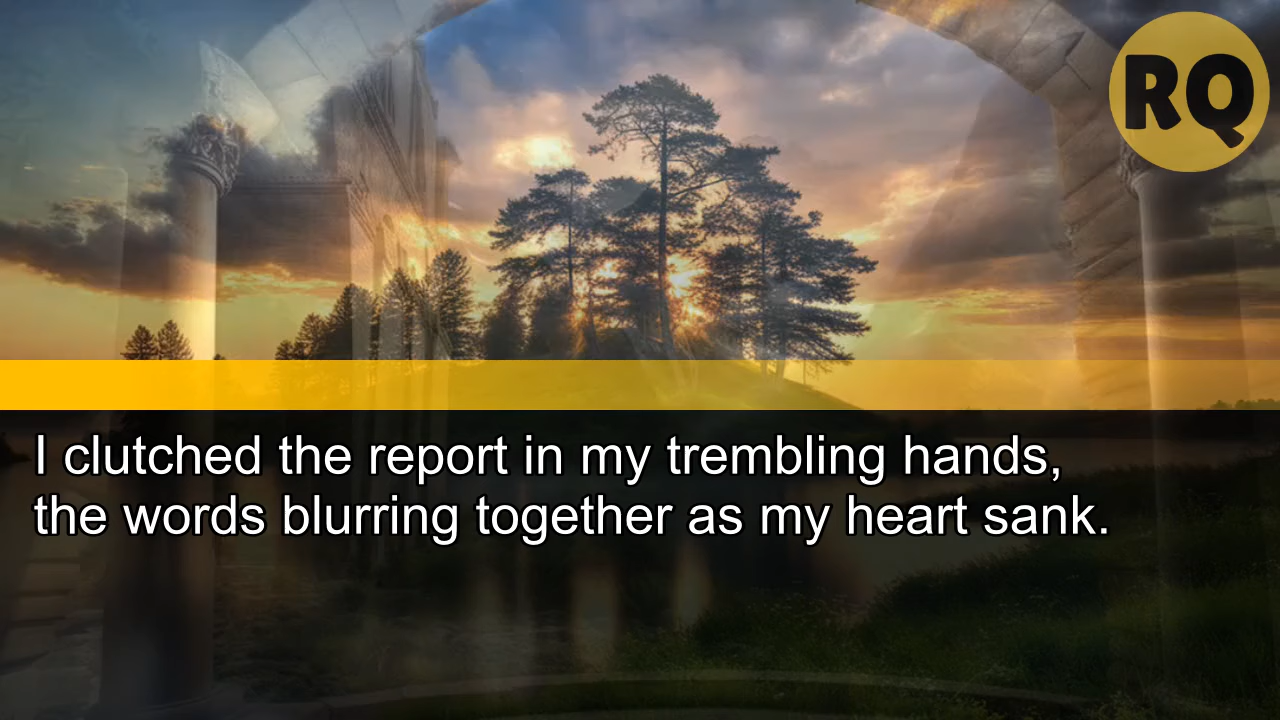 RQ
I clutched the report in my trembling hands,
the words blurring together as my heart sank.